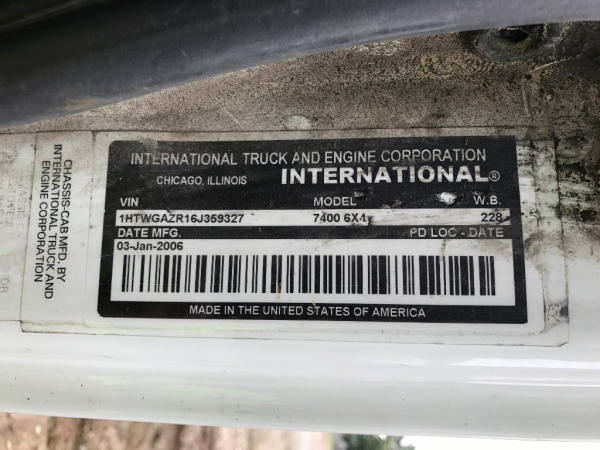 INTERNATIONAL TRUCK AND ENGINE CORPORATION
CHICAGO, ILLINOIS INTERNATIONAL®
VIN MODEL W.B.
1HTWGAZR16J359327 7400 6X4 228
DATE MFG. PD LOC - DATE
03-Jan-2006
MADE IN THE UNITED STATES OF AMERICA
CHASSIS-CAB MFD. BY
INTERNATIONAL TRUCK AND
ENGINE CORPORATION
OR